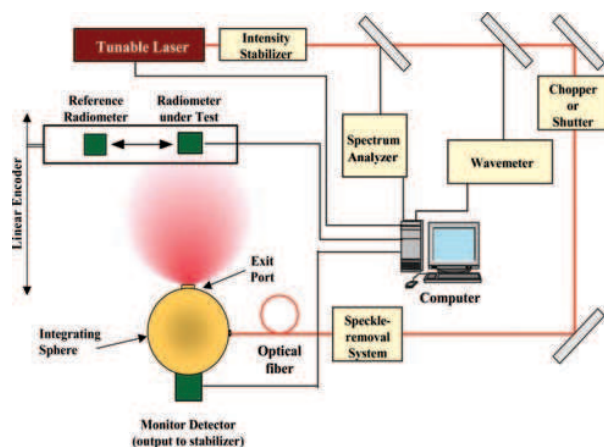 Tunable Laser
Intensity
Stabilizer
Reference
Radiometer
Radiometer
under Test
Chopper
or
Shutter
Spectrum
Analyzer
Wavemeter
Linear Encoder
Exit
Port
Computer
Integrating
Sphere
Optical
fiber
Speckle-
removal
System
Monitor Detector
(output to stabilizer)